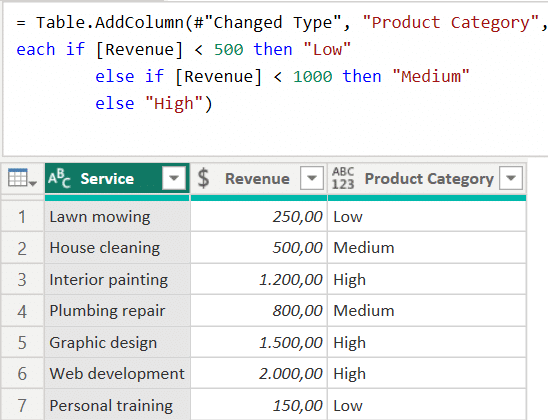 = Table.AddColumn(#"Changed Type", "Product Category",
each if [Revenue] < 500 then "Low"
else if [Revenue] < 1000 then "Medium"
else "High")
ABC Service $ Revenue ABC 123 Product Category
1 Lawn mowing 250,00 Low
2 House cleaning 500,00 Medium
3 Interior painting 1.200,00 High
4 Plumbing repair 800,00 Medium
5 Graphic design 1.500,00 High
6 Web development 2.000,00 High
7 Personal training 150,00 Low